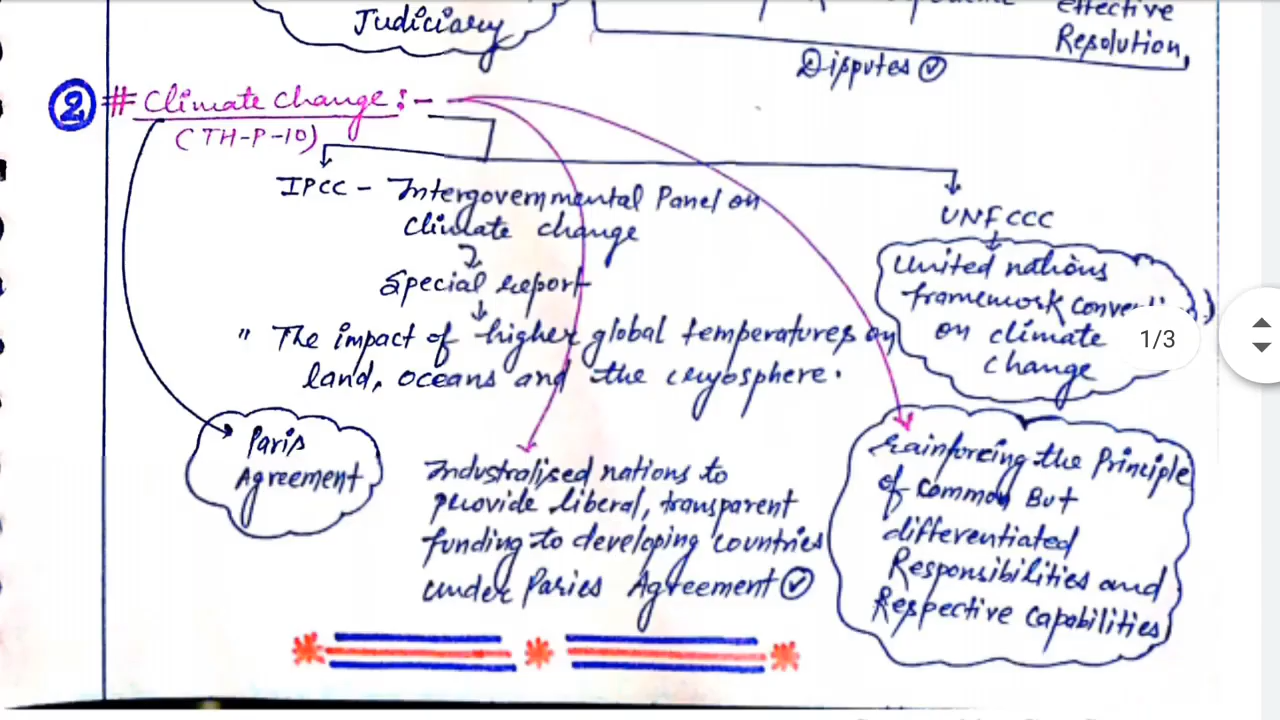 Judiciary
effective
Resolution,
Disputes
2 # Climate change :-
(TH-P-10)
IPCC - Intergovernmental Panel on
climate change
Special report
" The impact of higher global temperatures on
land, oceans and the cryosphere.
UNFCCC
United nations
framework
on climate
change
1/3
Paris
Agreement
Industralised nations to
provide liberal, transparent
funding to developing countries
under Paries Agreement
rainforcing the Principle
of Common But
differentiated
Responsibilities and
Respective Capabilities